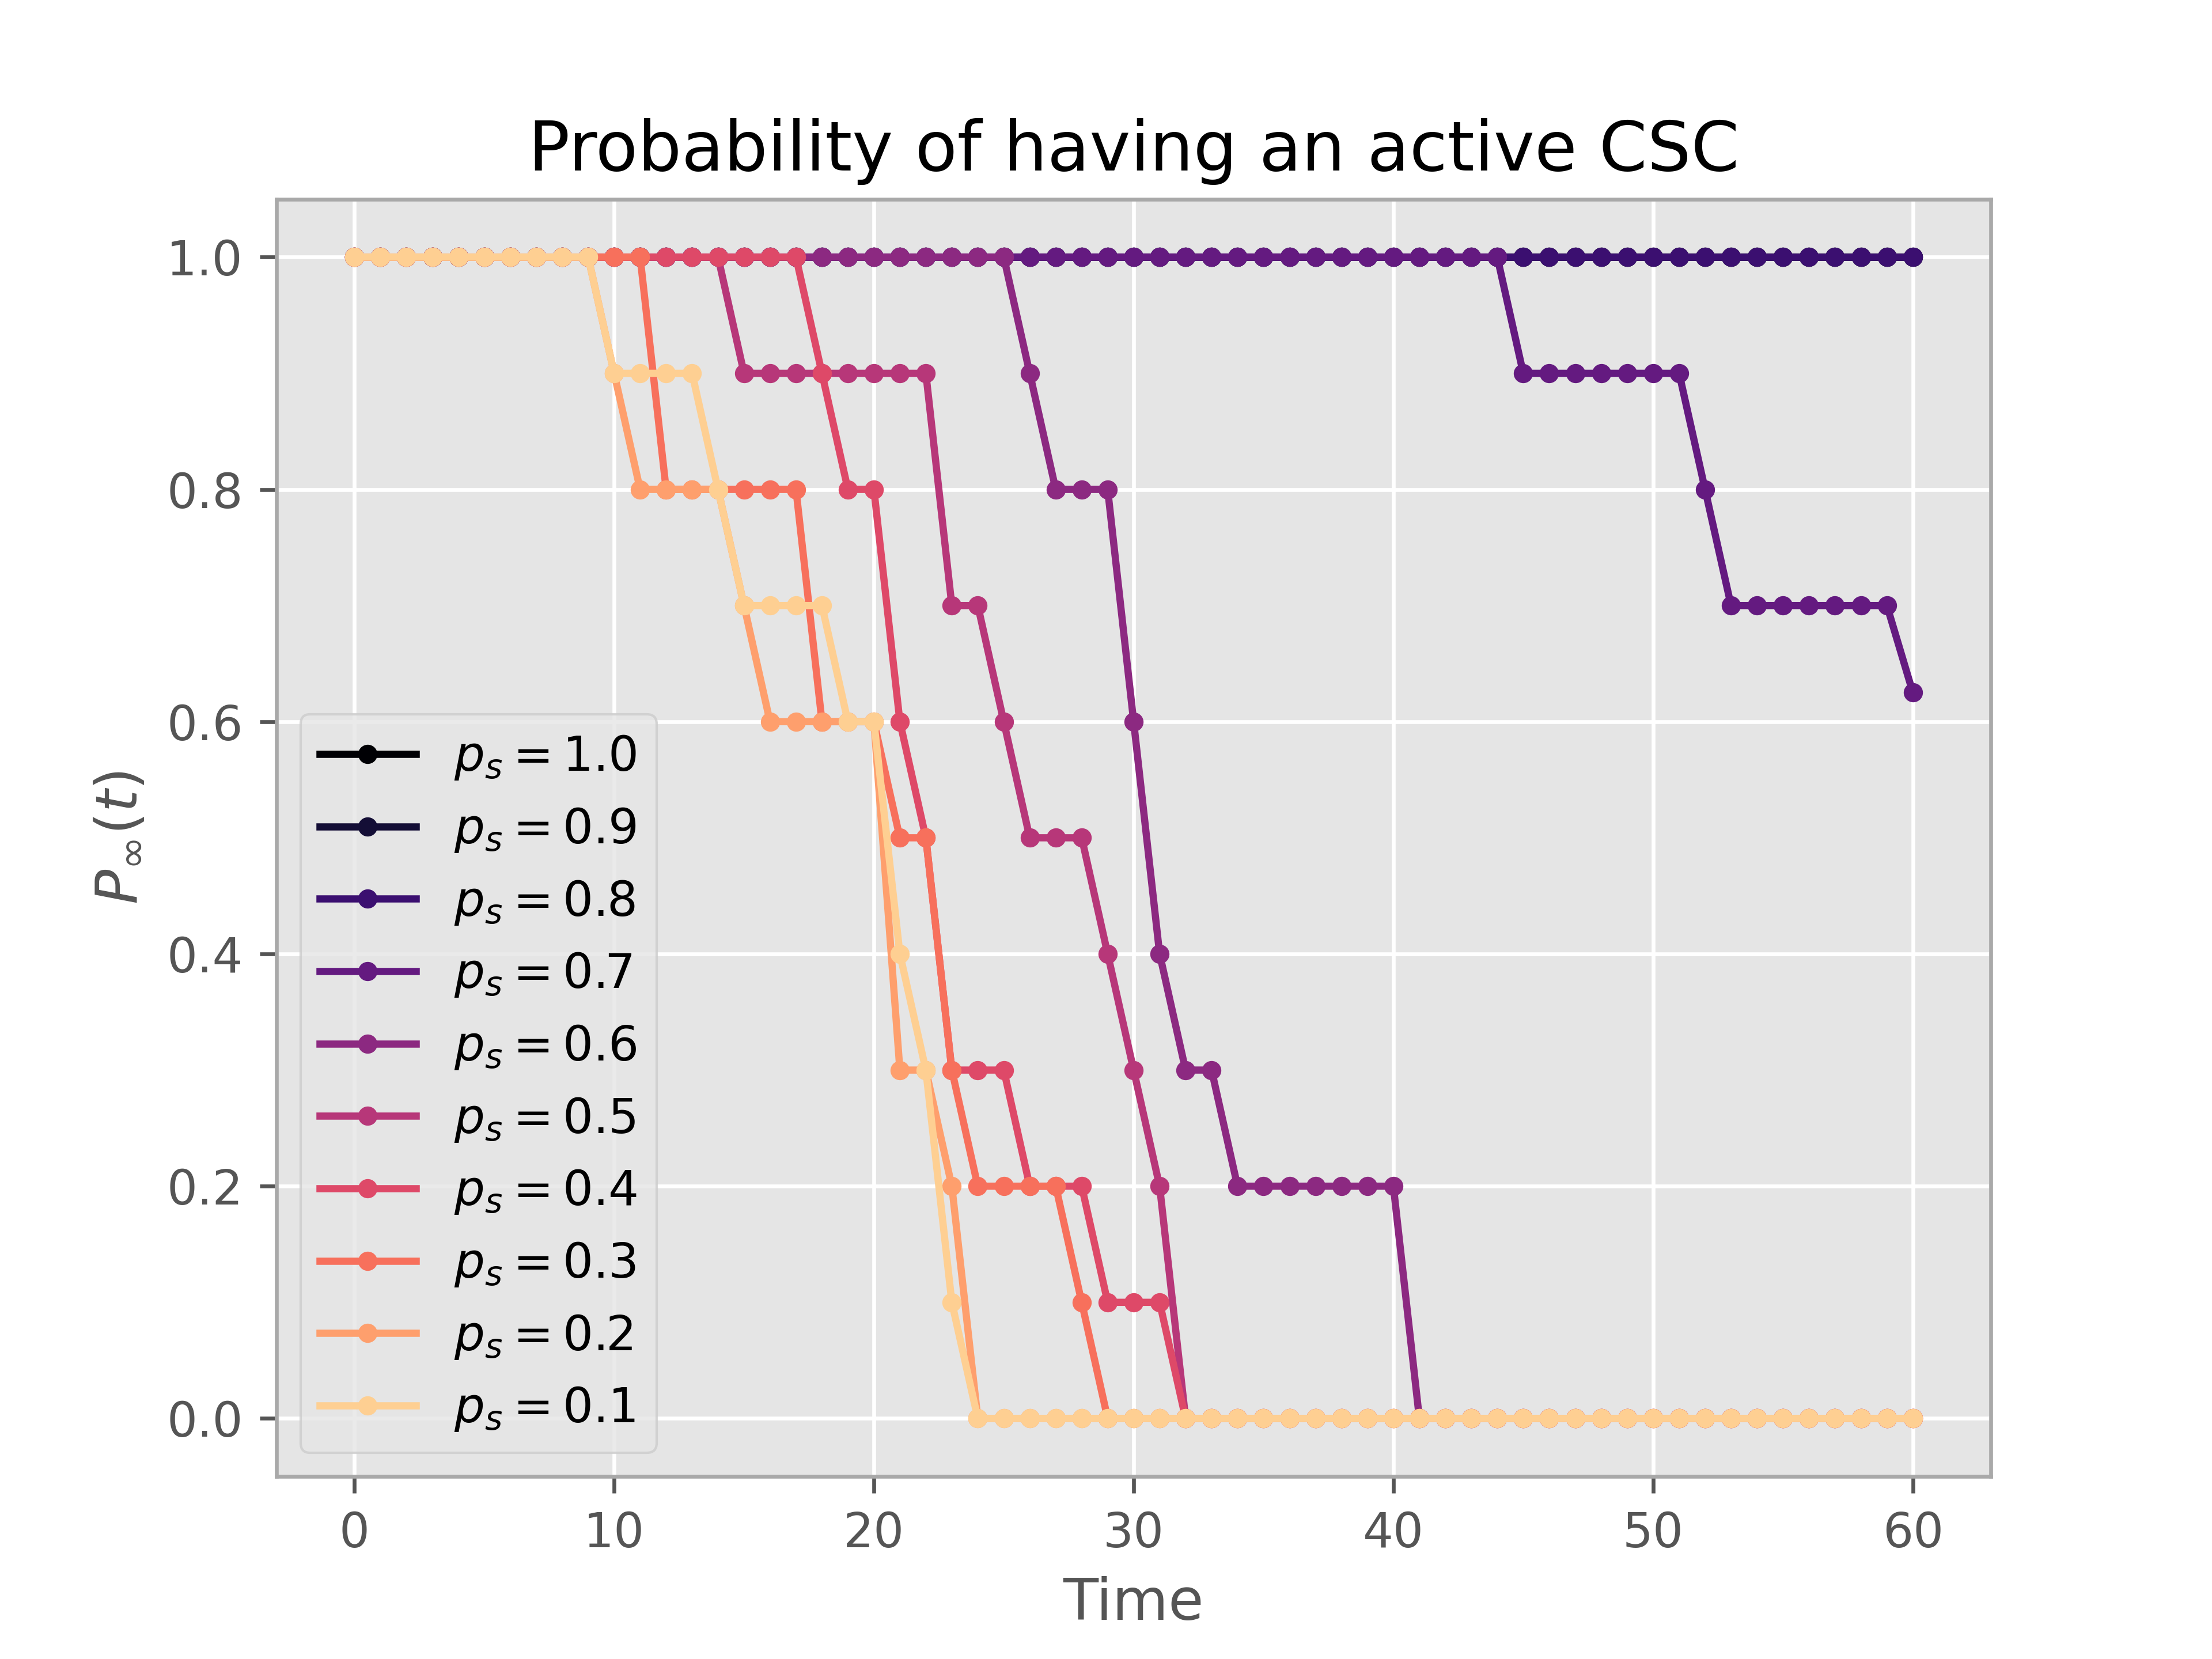 Probability of having an active CSC
1.0
0.8
0.6
0.4
0.2
0.0
P∞(t)
pₛ = 1.0
pₛ = 0.9
pₛ = 0.8
pₛ = 0.7
pₛ = 0.6
pₛ = 0.5
pₛ = 0.4
pₛ = 0.3
pₛ = 0.2
pₛ = 0.1
0 10 20 30 40 50 60
Time